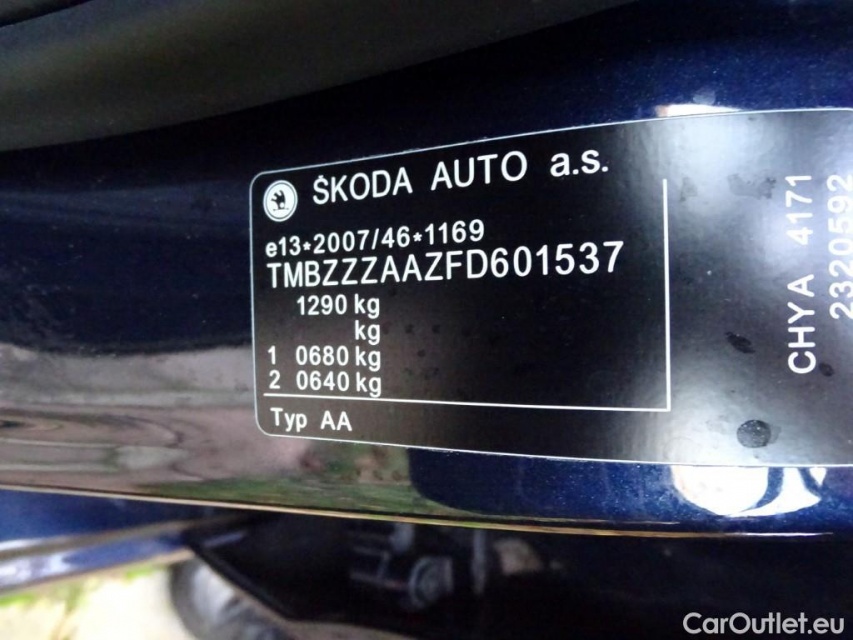 ŠKODA AUTO a.s.
e13*2007/46*1169
TMBZZZAAZFD601537
1290 kg
kg
1 0680 kg
2 0640 kg
Typ AA
CHYA 4171
2320592
CarOutlet.eu